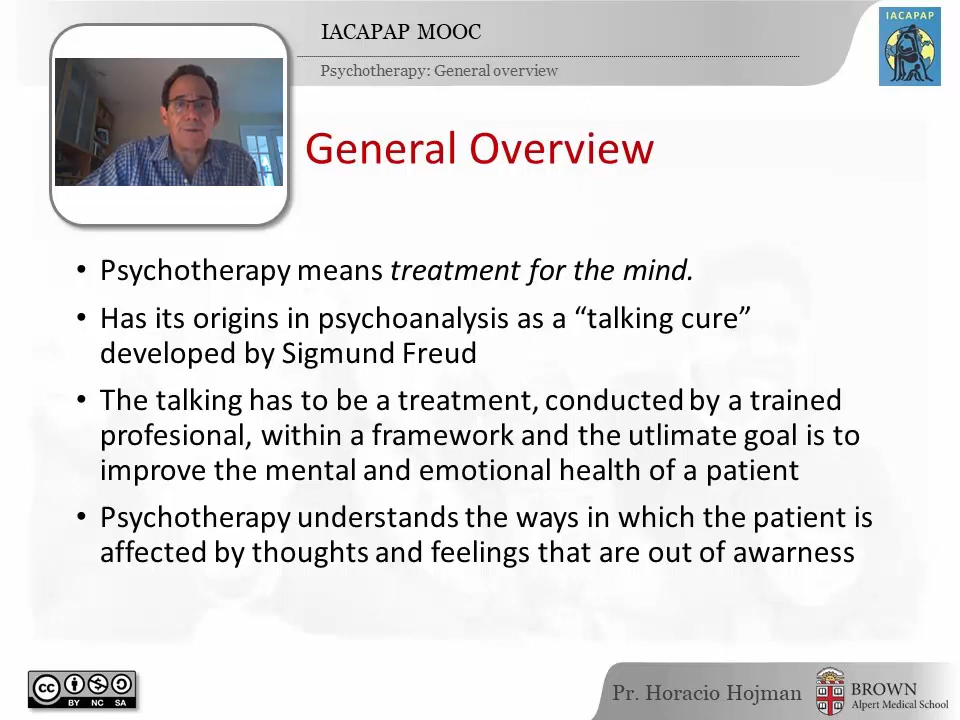 IACAPAP MOOC
Psychotherapy: General overview
IACAPAP
General Overview
• Psychotherapy means treatment for the mind.
• Has its origins in psychoanalysis as a “talking cure”
developed by Sigmund Freud
• The talking has to be a treatment, conducted by a trained
profesional, within a framework and the utlimate goal is to
improve the mental and emotional health of a patient
• Psychotherapy understands the ways in which the patient is
affected by thoughts and feelings that are out of awarness
cc
BY NC SA
Pr. Horacio Hojman
BROWN
Alpert Medical School